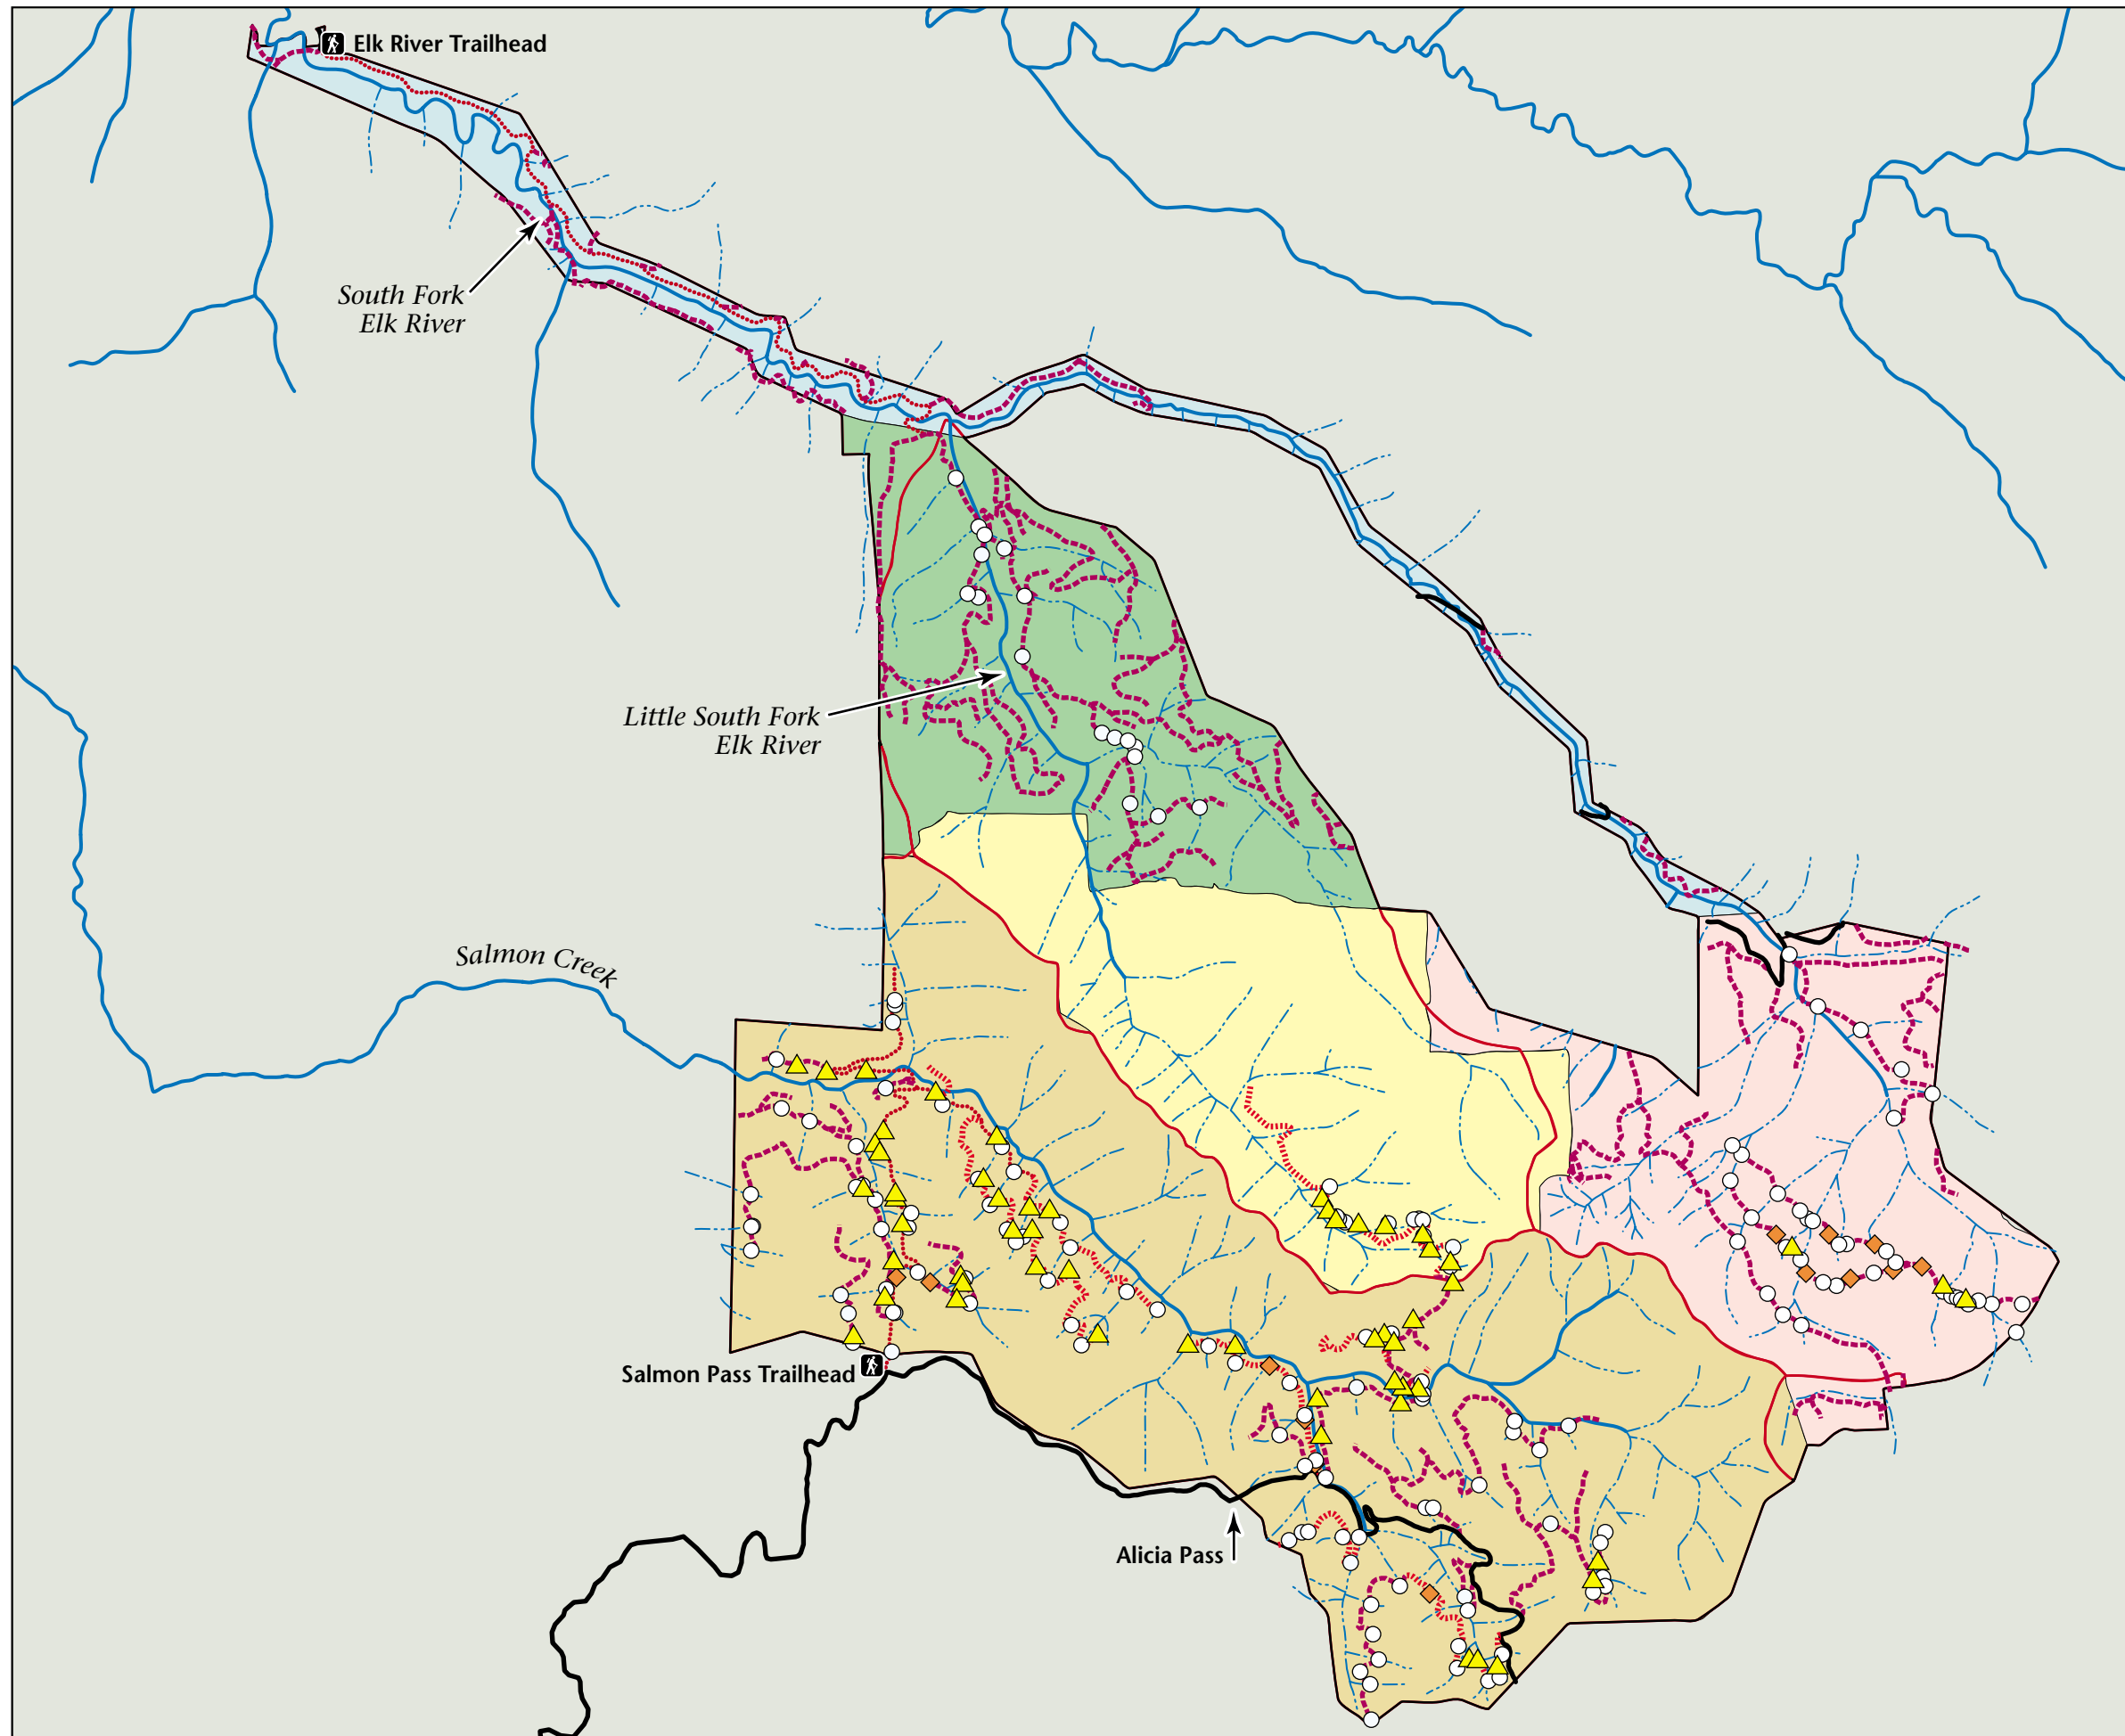 Elk River Trailhead
South Fork
Elk River
Little South Fork
Elk River
Salmon Creek
Salmon Pass Trailhead
Alicia Pass